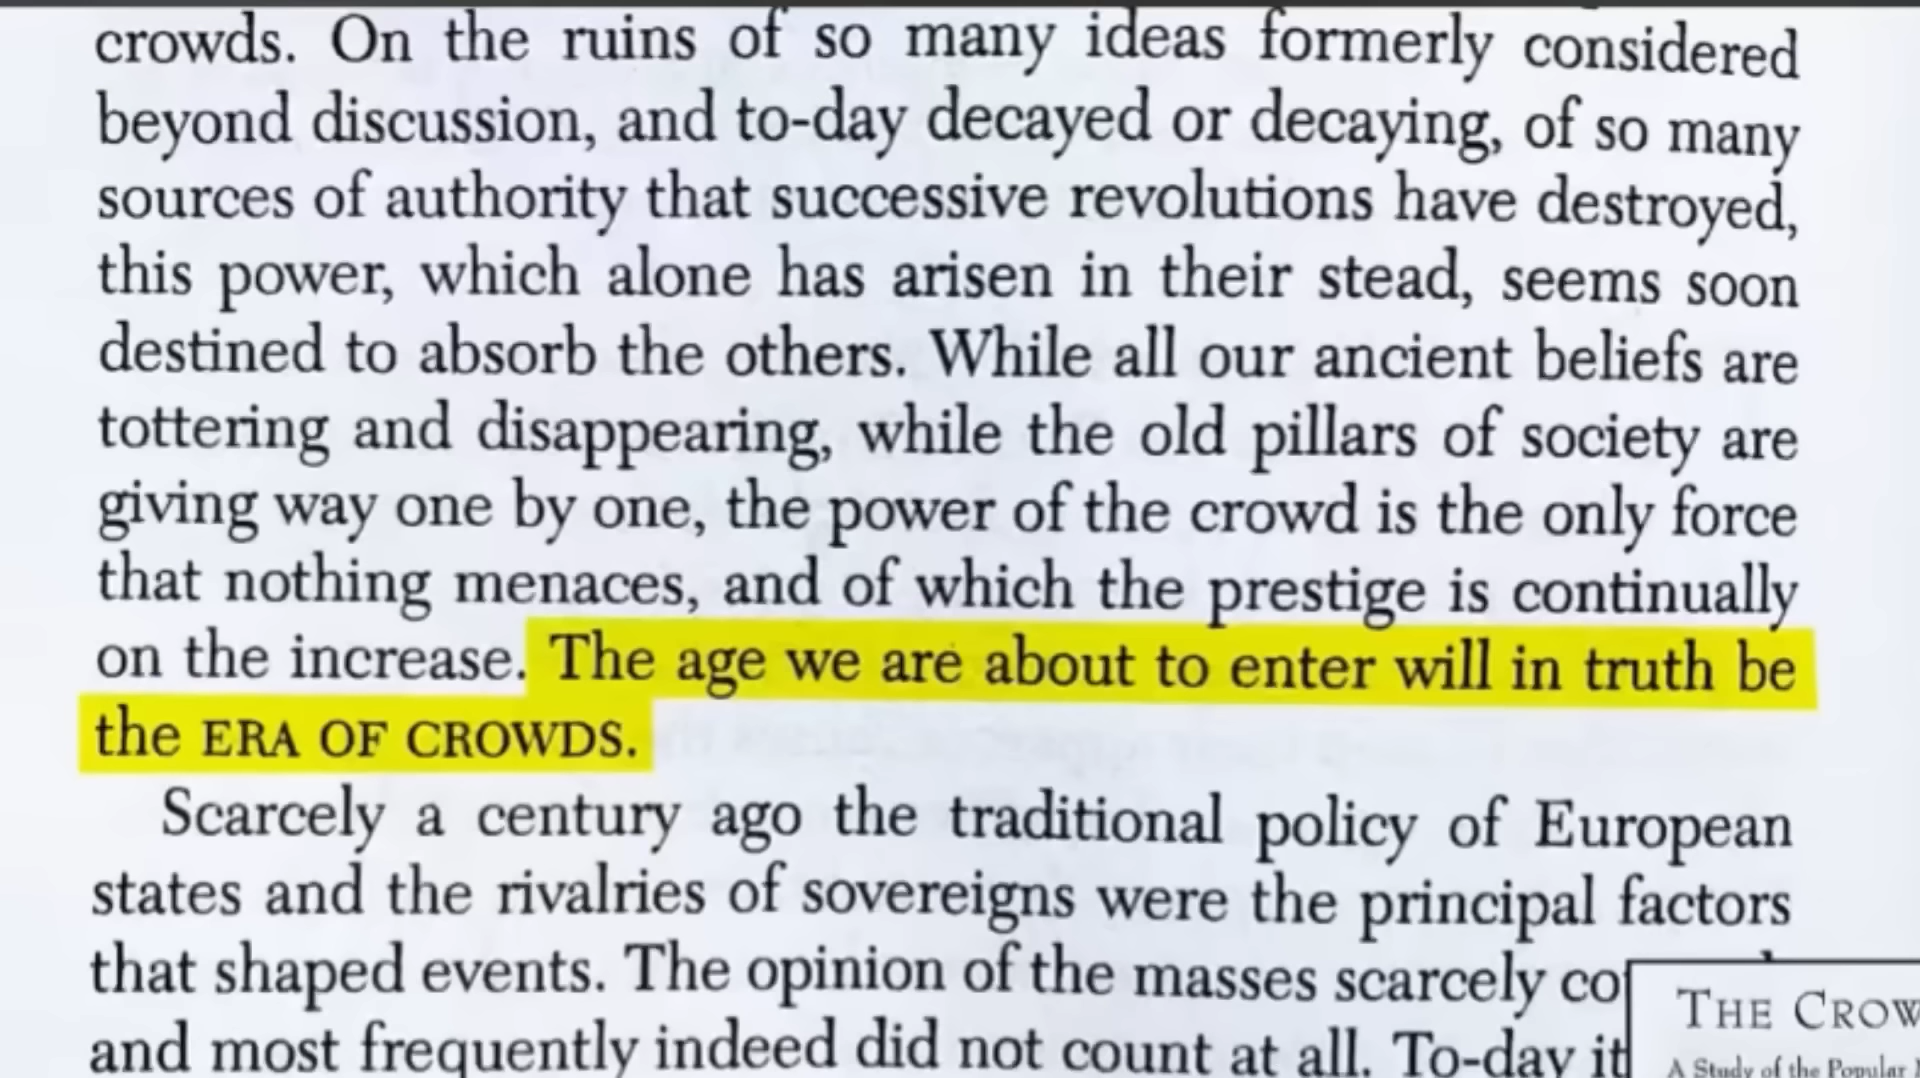 crowds. On the ruins of so many ideas formerly considered
beyond discussion, and to-day decayed or decaying, of so many
sources of authority that successive revolutions have destroyed,
this power, which alone has arisen in their stead, seems soon
destined to absorb the others. While all our ancient beliefs are
tottering and disappearing, while the old pillars of society are
giving way one by one, the power of the crowd is the only force
that nothing menaces, and of which the prestige is continually
on the increase. The age we are about to enter will in truth be
the ERA OF CROWDS.
Scarcely a century ago the traditional policy of European
states and the rivalries of sovereigns were the principal factors
that shaped events. The opinion of the masses scarcely co
and most frequently indeed did not count at all. To-day it
THE CROW
A Study of the Popular